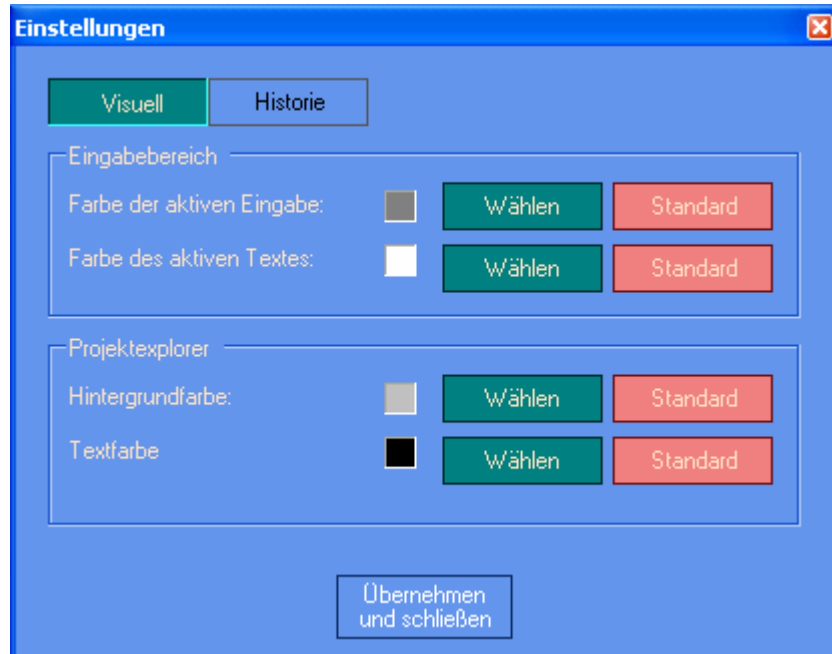 Einstellungen
Visuell
Historie
Eingabebereich
Farbe der aktiven Eingabe:
Wählen
Standard
Farbe des aktiven Textes:
Wählen
Standard
Projektexplorer
Hintergrundfarbe:
Wählen
Standard
Textfarbe
Wählen
Standard
Übernehmen
und schließen